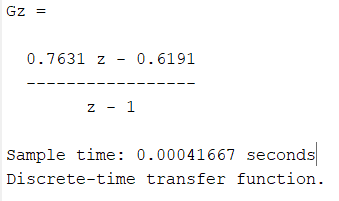 Gz =
0.7631 z - 0.6191
-----------------
z - 1
Sample time: 0.00041667 seconds
Discrete-time transfer function.